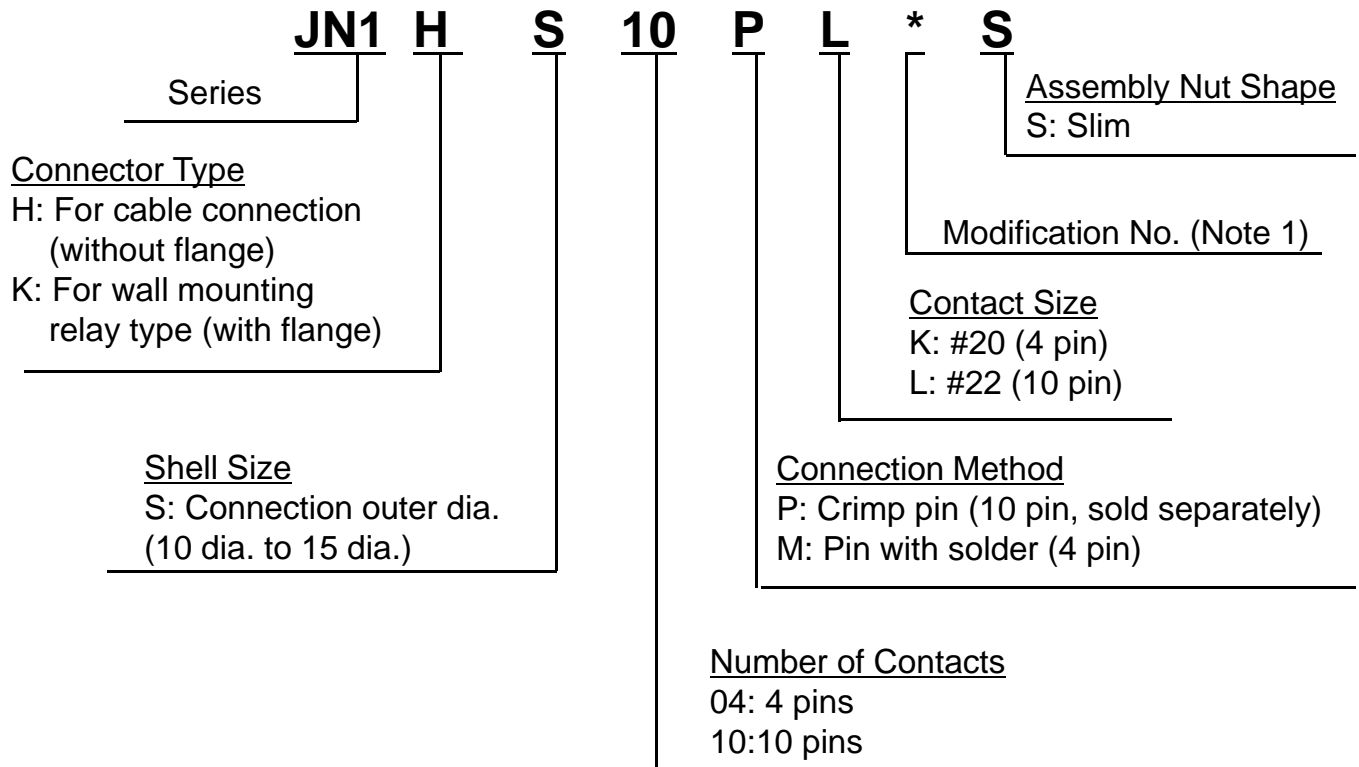 JN1 H S 10 P L * S
Series
Assembly Nut Shape
S: Slim
Connector Type
H: For cable connection
(without flange)
K: For wall mounting
relay type (with flange)
Modification No. (Note 1)
Contact Size
K: #20 (4 pin)
L: #22 (10 pin)
Shell Size
S: Connection outer dia.
(10 dia. to 15 dia.)
Connection Method
P: Crimp pin (10 pin, sold separately)
M: Pin with solder (4 pin)
Number of Contacts
04: 4 pins
10:10 pins